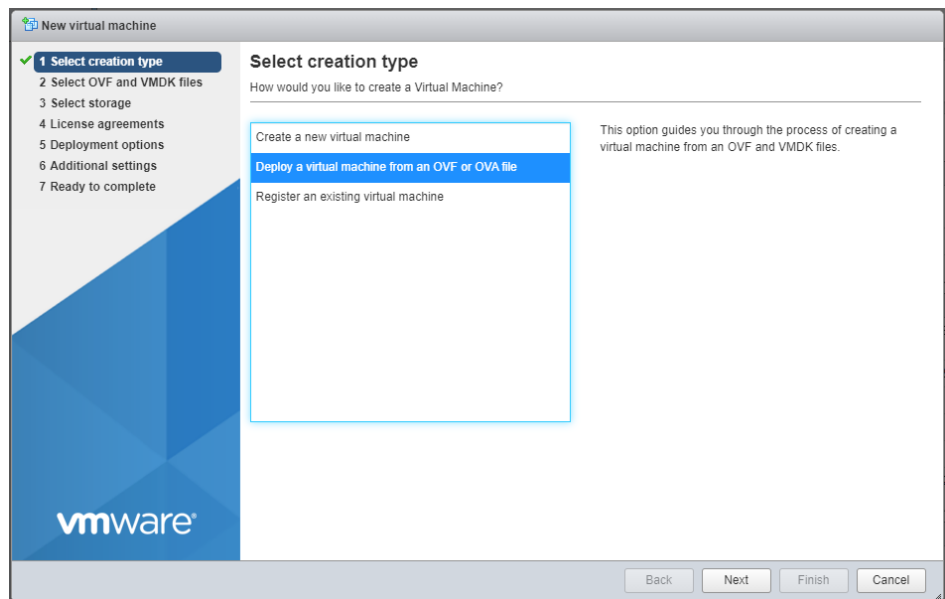 New virtual machine
1 Select creation type
2 Select OVF and VMDK files
3 Select storage
4 License agreements
5 Deployment options
6 Additional settings
7 Ready to complete
vmware®
Select creation type
How would you like to create a Virtual Machine?
Create a new virtual machine
Deploy a virtual machine from an OVF or OVA file
Register an existing virtual machine
This option guides you through the process of creating a
virtual machine from an OVF and VMDK files.
Back Next Finish Cancel